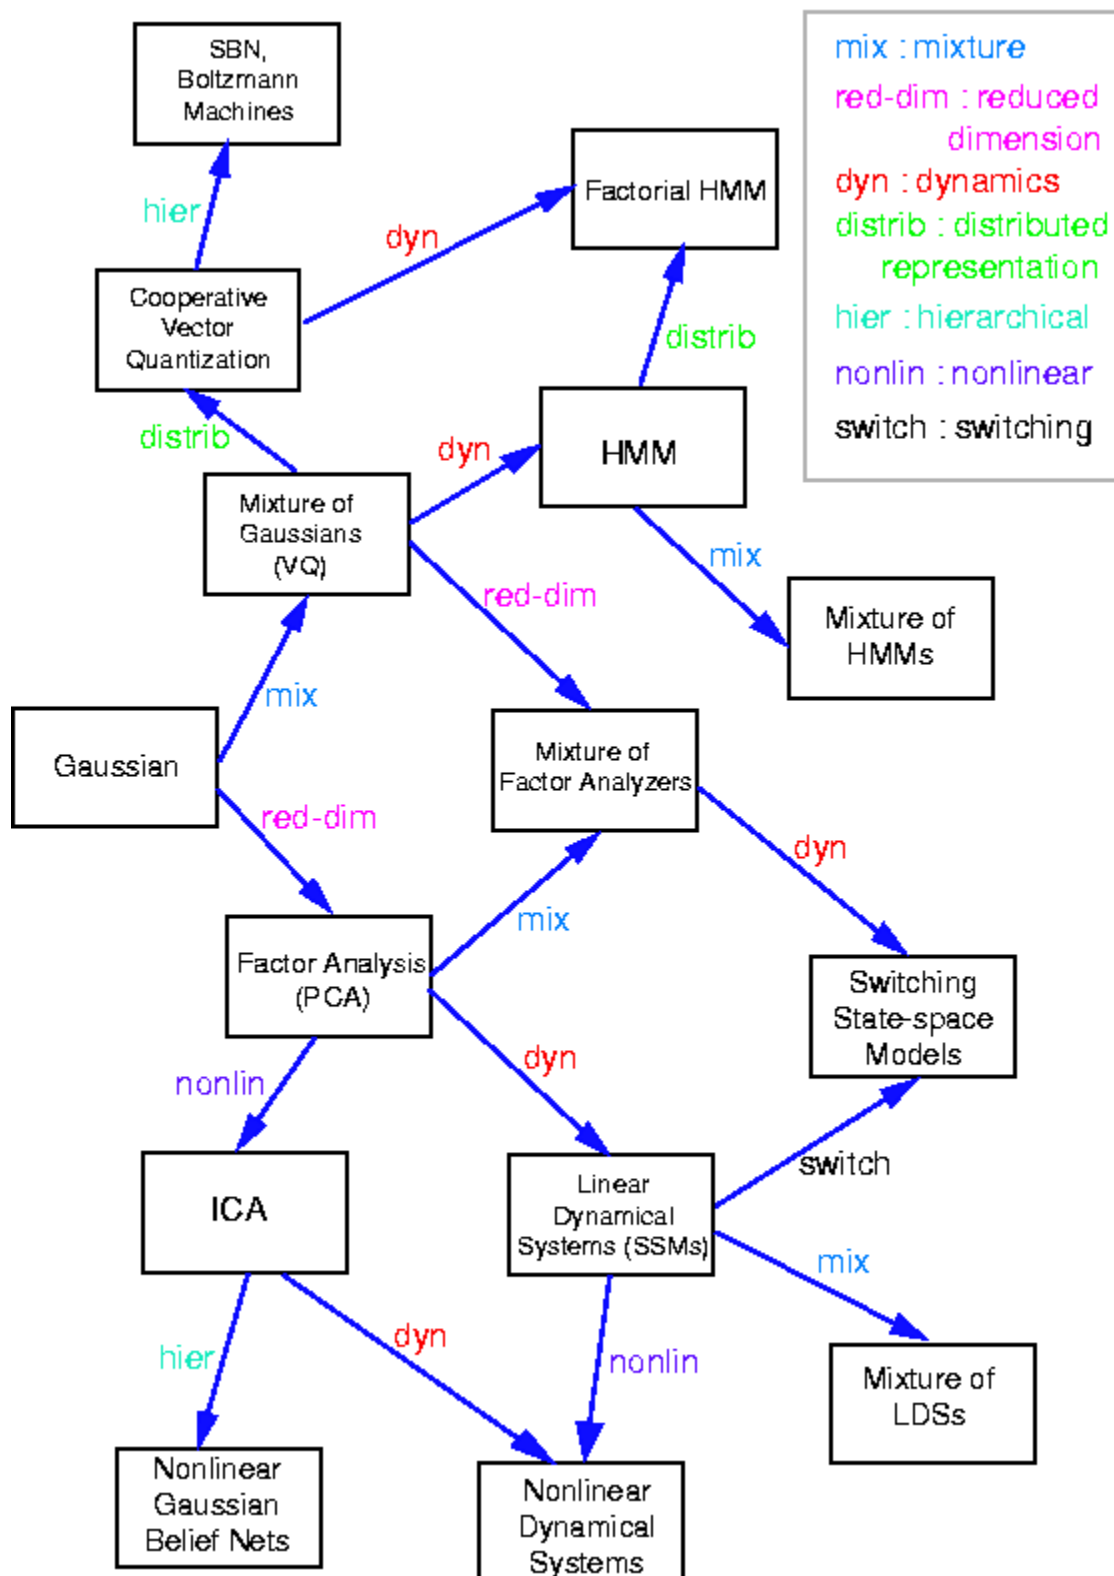 SBN,
Boltzmann
Machines
mix : mixture
red-dim : reduced
dimension
dyn : dynamics
distrib : distributed
representation
hier : hierarchical
nonlin : nonlinear
switch : switching
hier
dyn
Factorial HMM
Cooperative
Vector
Quantization
distrib
distrib
dyn
HMM
Mixture of
Gaussians
(VQ)
mix
red-dim
Mixture of
HMMs
mix
Gaussian
Mixture of
Factor Analyzers
red-dim
dyn
mix
Factor Analysis
(PCA)
Switching
State-space
Models
nonlin
dyn
switch
ICA
Linear
Dynamical
Systems (SSMs)
mix
hier
dyn
nonlin
Mixture of
LDSs
Nonlinear
Gaussian
Belief Nets
Nonlinear
Dynamical
Systems